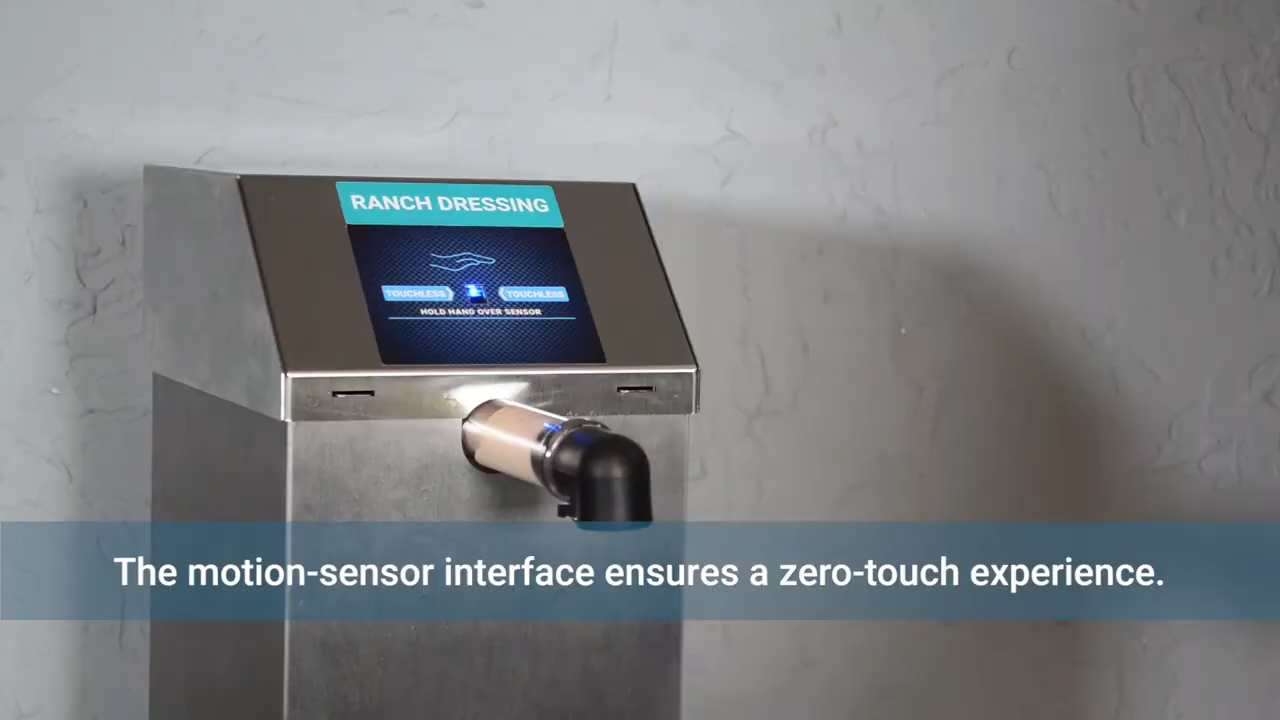 RANCH DRESSING
TOUCHLESS
TOUCHLESS
HOLD HAND OVER SENSOR
The motion-sensor interface ensures a zero-touch experience.